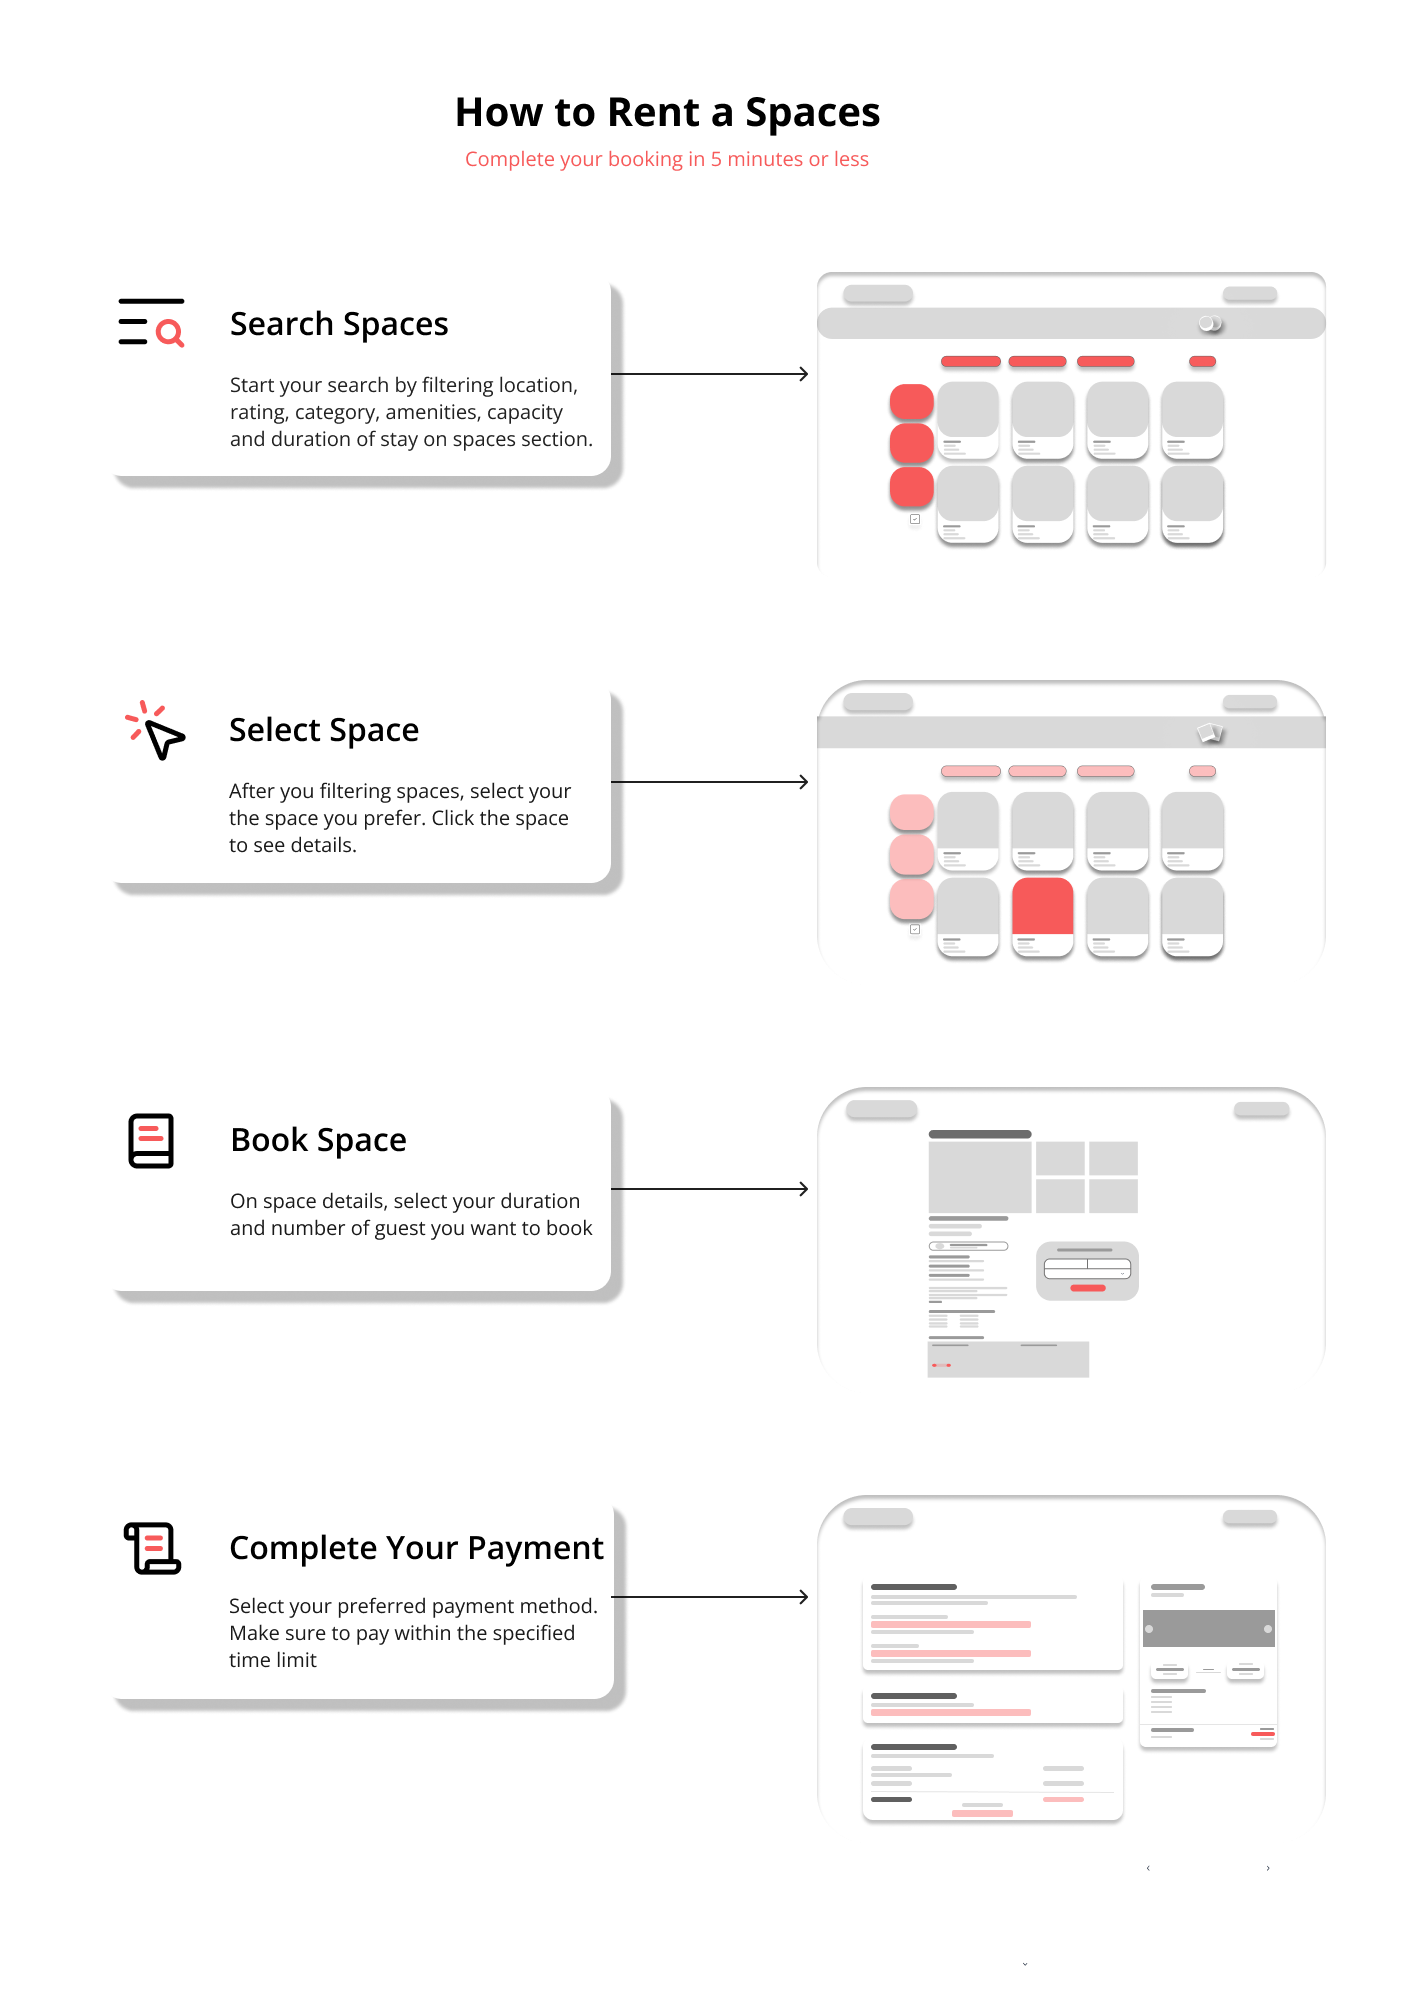 How to Rent a Spaces
Complete your booking in 5 minutes or less
Search Spaces
Start your search by filtering location,
rating, category, amenities, capacity
and duration of stay on spaces section.
Select Space
After you filtering spaces, select your
the space you prefer. Click the space
to see details.
Book Space
On space details, select your duration
and number of guest you want to book
Complete Your Payment
Select your preferred payment method.
Make sure to pay within the specified
time limit